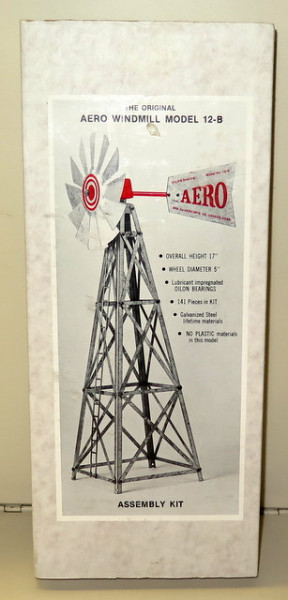 THE ORIGINAL
AERO WINDMILL MODEL 12-B
AERO
• OVERALL HEIGHT 17"
• WHEEL DIAMETER 5"
• Lubricant impregnated
OILON BEARINGS
• 141 Pieces in KIT
• Galvanized Steel
lifetime materials
• NO PLASTIC materials
in this model
ASSEMBLY KIT